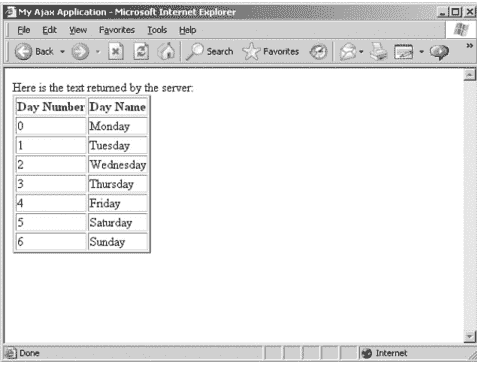 My Ajax Application - Microsoft Internet Explorer
File Edit View Favorites Tools Help
Back Search Favorites »
Here is the text returned by the server:
Day Number Day Name
0 Monday
1 Tuesday
2 Wednesday
3 Thursday
4 Friday
5 Saturday
6 Sunday
Done Internet